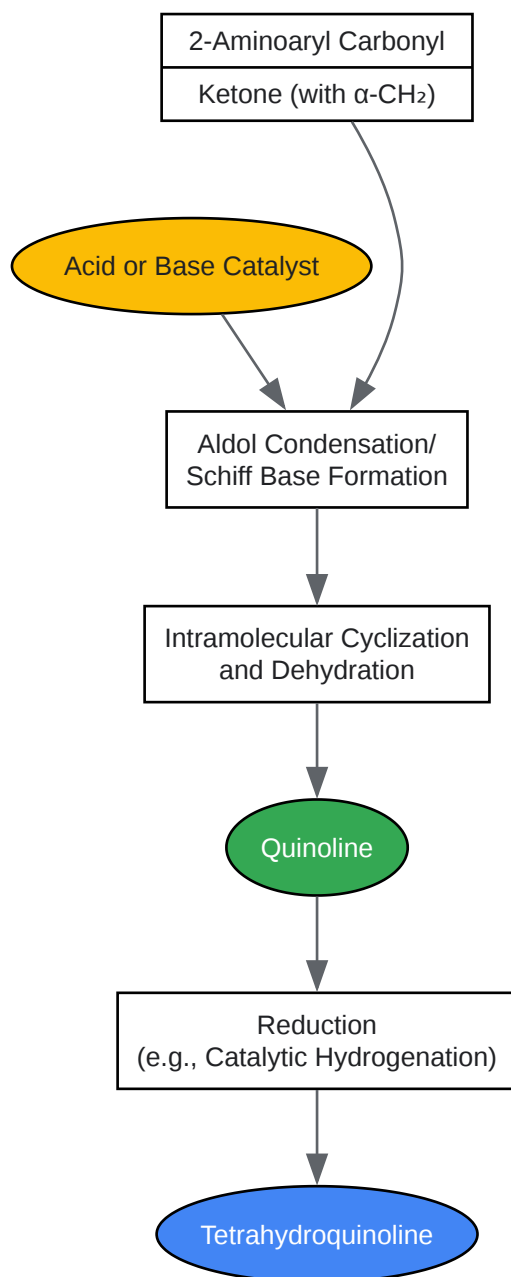 2-Aminoaryl Carbonyl
Ketone (with α-CH₂)
Acid or Base Catalyst
Aldol Condensation/
Schiff Base Formation
Intramolecular Cyclization
and Dehydration
Quinoline
Reduction
(e.g., Catalytic Hydrogenation)
Tetrahydroquinoline